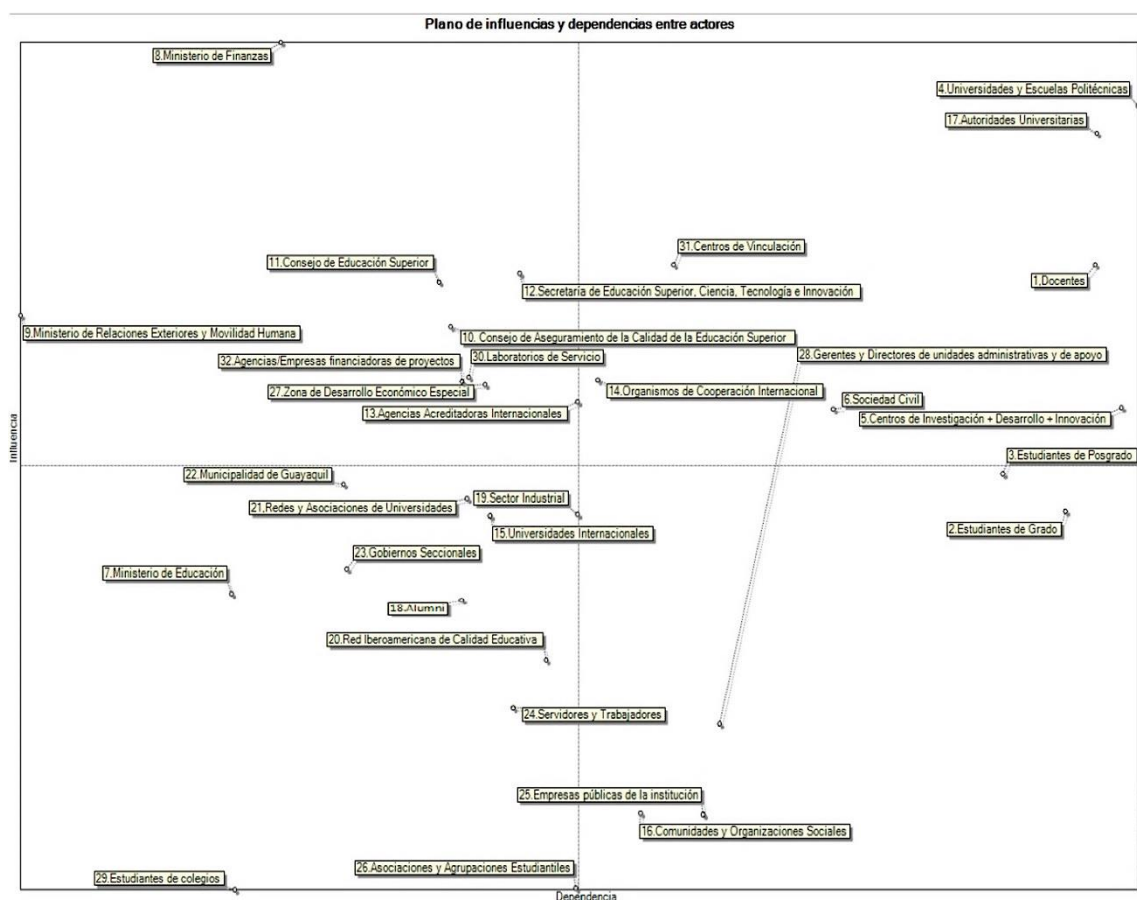 Plano de influencias y dependencias entre actores
8.Ministerio de Finanzas
4.Universidades y Escuelas Politécnicas
17.Autoridades Universitarias
31.Centros de Vinculación
11.Consejo de Educación Superior
1.Docentes
12.Secretaria de Educación Superior, Ciencia, Tecnología e Innovación
9.Ministerio de Relaciones Exteriores y Movilidad Humana
10. Consejo de Aseguramiento de la Calidad de la Educación Superior
32.Agencias/Empresas financiadoras de proyectos
30.Laboratorios de Servicio
28.Gerentes y Directores de unidades administrativas y de apoyo
27.Zona de Desarrollo Económico Especial
14.Organismos de Cooperación Internacional
6.Sociedad Civil
13.Agencias Acreditadoras Internacionales
5.Centros de Investigación + Desarrollo + Innovación
Influencia
3.Estudiantes de Posgrado
22.Municipalidad de Guayaquil
21.Redes y Asociaciones de Universidades
19.Sector Industrial
15.Universidades Internacionales
2.Estudiantes de Grado
23.Gobiernos Seccionales
7.Ministerio de Educación
18.Alumni
20.Red Iberoamericana de Calidad Educativa
24.Servidores y Trabajadores
25.Empresas públicas de la institución
16.Comunidades y Organizaciones Sociales
26.Asociaciones y Agrupaciones Estudiantiles
29.Estudiantes de colegios
Dependencia